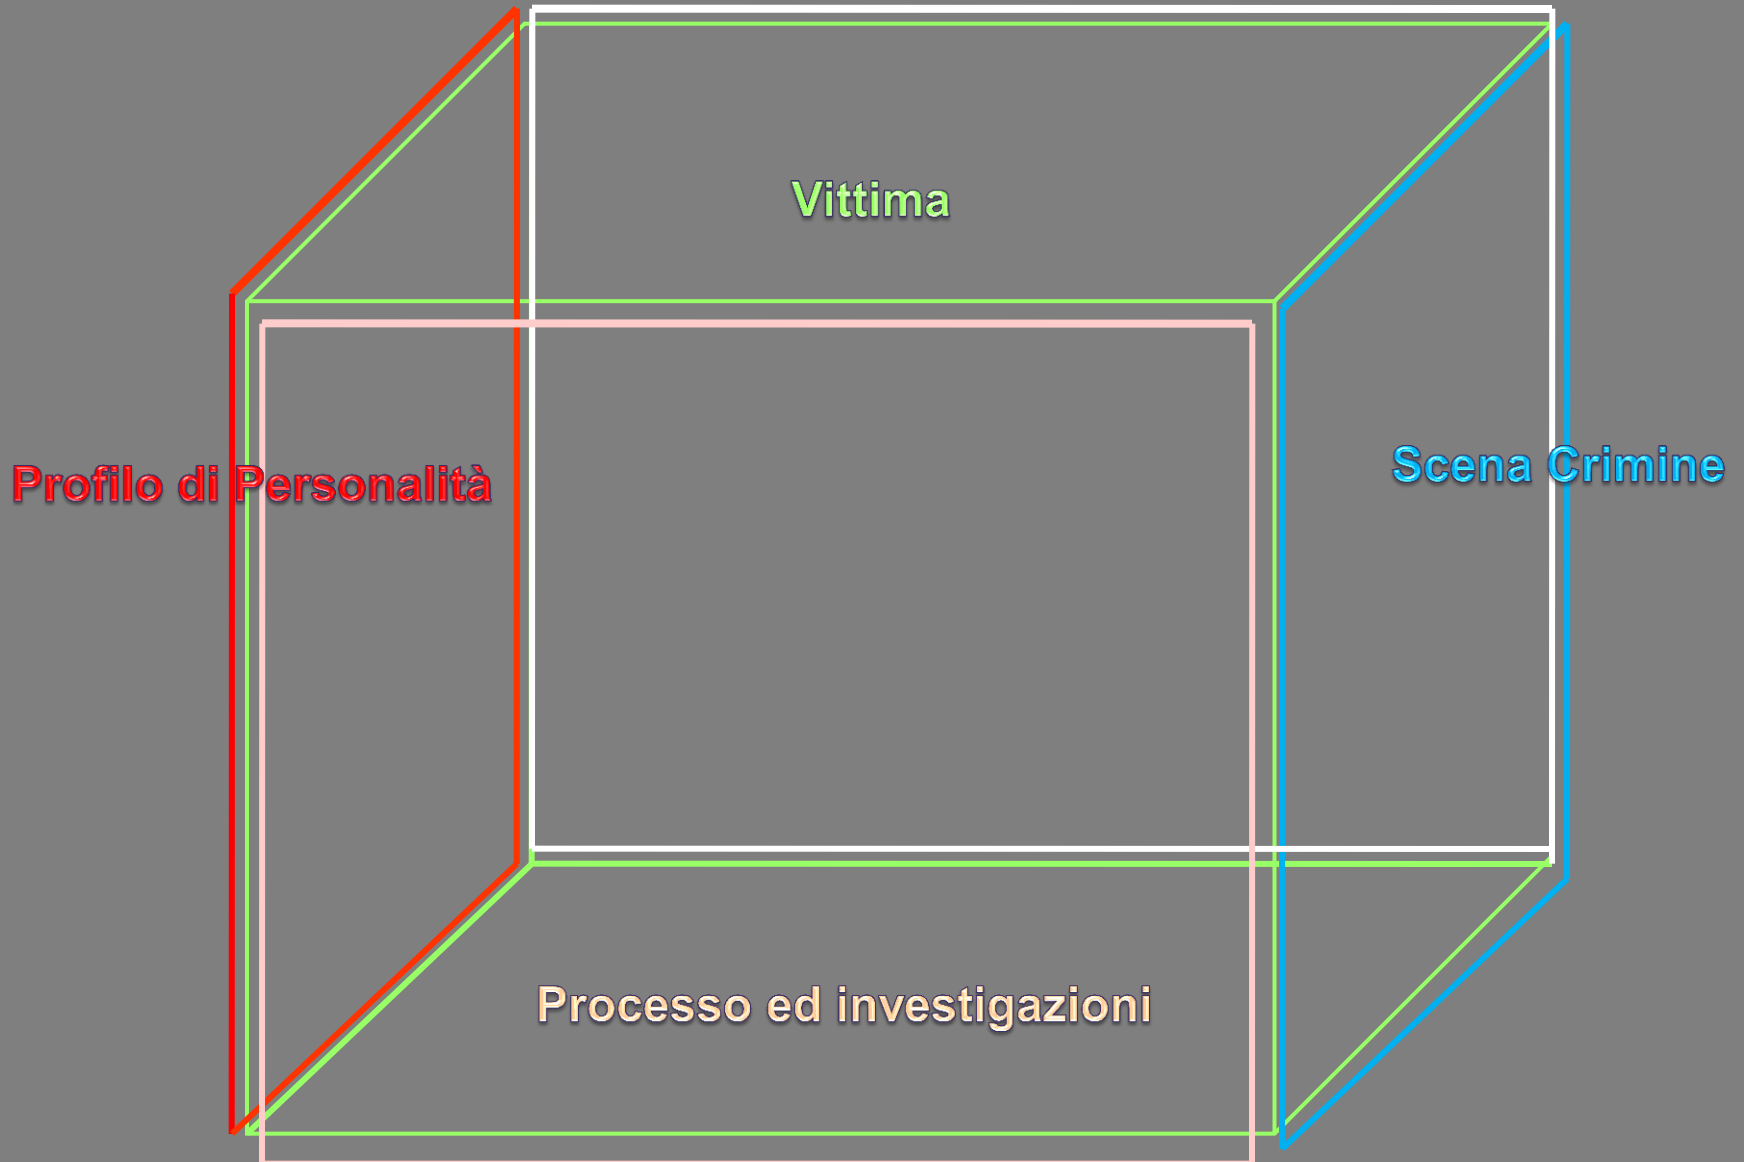 Vittima
Profilo di Personalità
Scena Crimine
Processo ed investigazioni